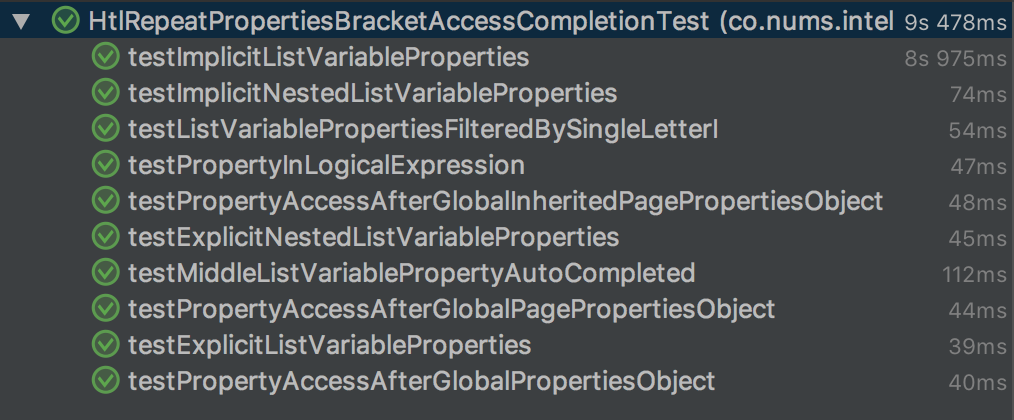 HtlRepeatPropertiesBracketAccessCompletionTest (co.nums.intel 9s 478ms
testImplicitListVariableProperties 8s 975ms
testImplicitNestedListVariableProperties 74ms
testListVariablePropertiesFilteredBySingleLetterI 54ms
testPropertyInLogicalExpression 47ms
testPropertyAccessAfterGlobalInheritedPagePropertiesObject 48ms
testExplicitNestedListVariableProperties 45ms
testMiddleListVariablePropertyAutoCompleted 112ms
testPropertyAccessAfterGlobalPagePropertiesObject 44ms
testExplicitListVariableProperties 39ms
testPropertyAccessAfterGlobalPropertiesObject 40ms